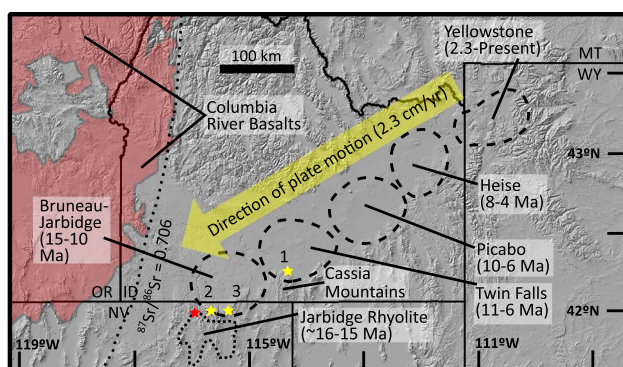 Yellowstone
(2.3-Present)
MT
WY
100 km
Columbia
River Basalts
Direction of plate motion (2.3 cm/yr)
43ºN
Heise
(8-4 Ma)
Bruneau-
Jarbidge
(15-10
Ma)
⁸⁷Sr/⁸⁶Sr = 0.706
Picabo
(10-6 Ma)
1
Cassia
Mountains
Twin Falls
(11-6 Ma)
OR ID
NV
2 3
42ºN
Jarbidge Rhyolite
(~16-15 Ma)
119ºW
115ºW
111ºW